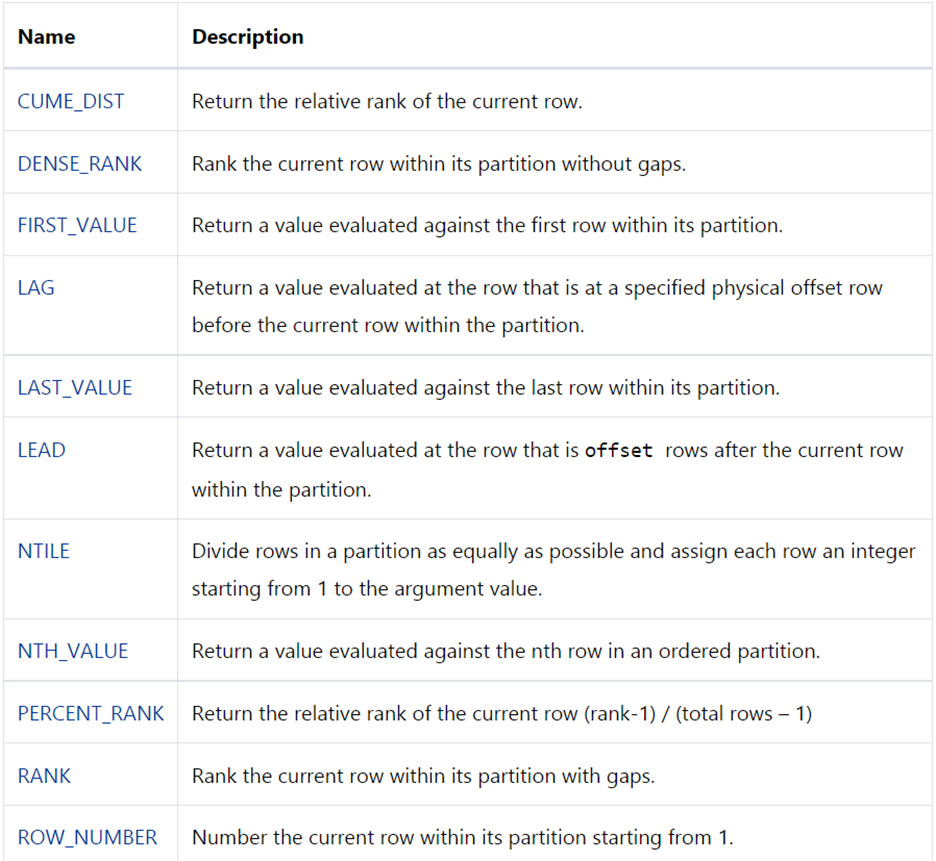 Name Description
CUME_DIST Return the relative rank of the current row.
DENSE_RANK Rank the current row within its partition without gaps.
FIRST_VALUE Return a value evaluated against the first row within its partition.
LAG Return a value evaluated at the row that is at a specified physical offset row
before the current row within the partition.
LAST_VALUE Return a value evaluated against the last row within its partition.
LEAD Return a value evaluated at the row that is offset rows after the current row
within the partition.
NTILE Divide rows in a partition as equally as possible and assign each row an integer
starting from 1 to the argument value.
NTH_VALUE Return a value evaluated against the nth row in an ordered partition.
PERCENT_RANK Return the relative rank of the current row (rank-1) / (total rows – 1)
RANK Rank the current row within its partition with gaps.
ROW_NUMBER Number the current row within its partition starting from 1.